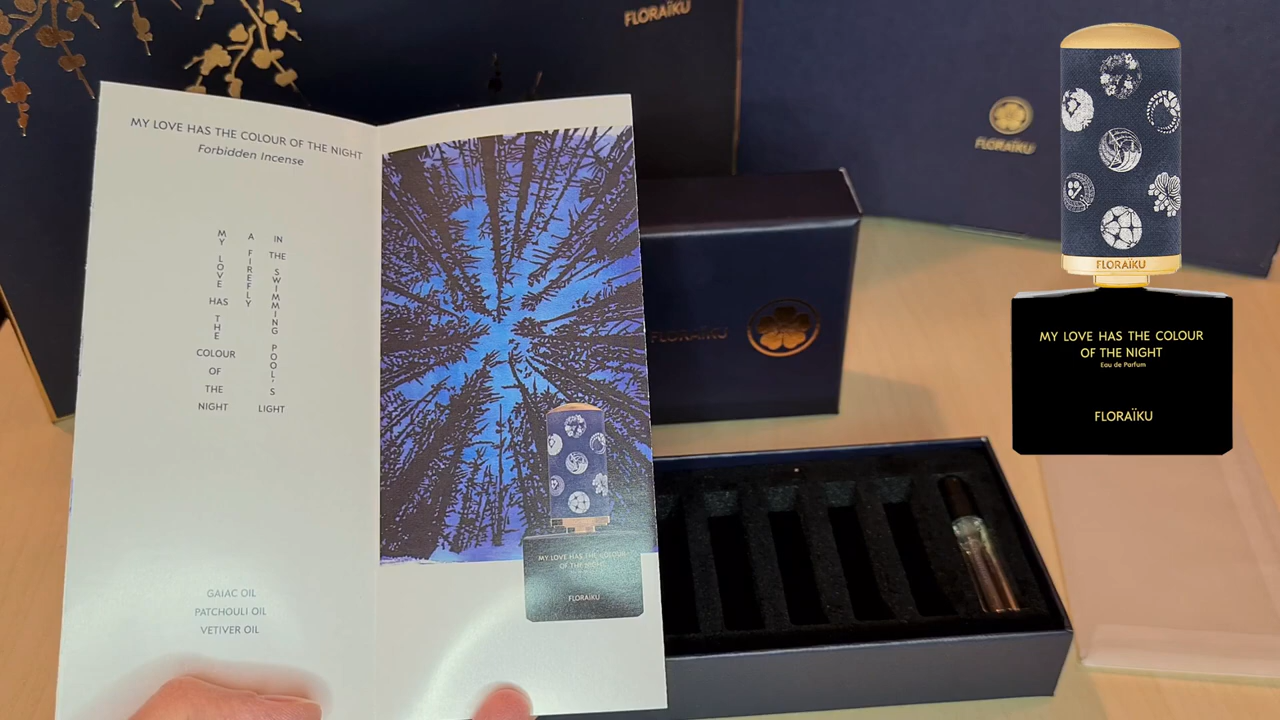 FLORAÏKU
FLORAÏKU
FLORAÏKU
MY LOVE HAS THE COLOUR OF THE NIGHT
Forbidden Incense
IN THE SWIMMING POOL'S LIGHT
A FIREFLY
MY LOVE HAS THE COLOUR OF THE NIGHT
GAIAC OIL
PATCHOULI OIL
VETIVER OIL
MY LOVE HAS THE COLOUR
OF THE NIGHT
FLORAÏKU
FLORAÏKU
MY LOVE HAS THE COLOUR
OF THE NIGHT
Eau de Parfum
FLORAÏKU